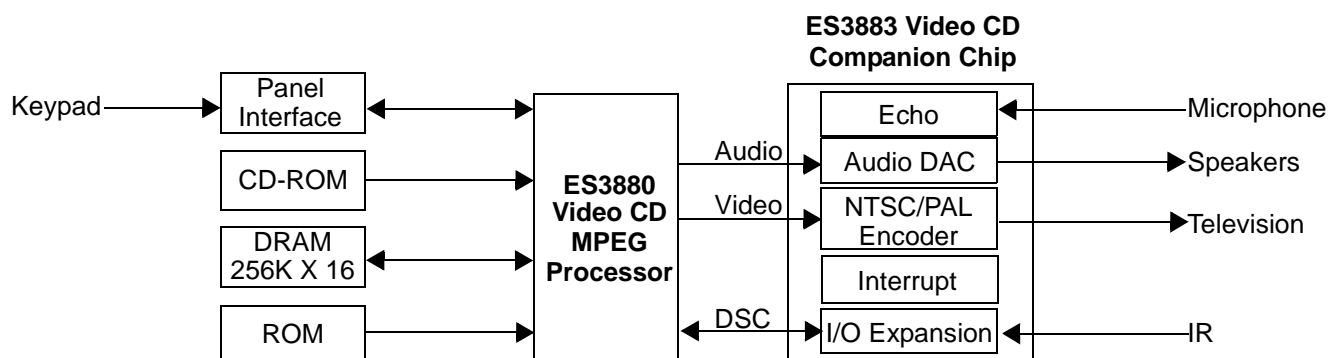 ES3883 Video CD
Companion Chip
Keypad
Panel
Interface
CD-ROM
DRAM
256K X 16
ROM
ES3880
Video CD
MPEG
Processor
Audio
Video
DSC
Echo
Audio DAC
NTSC/PAL
Encoder
Interrupt
I/O Expansion
Microphone
Speakers
Television
IR